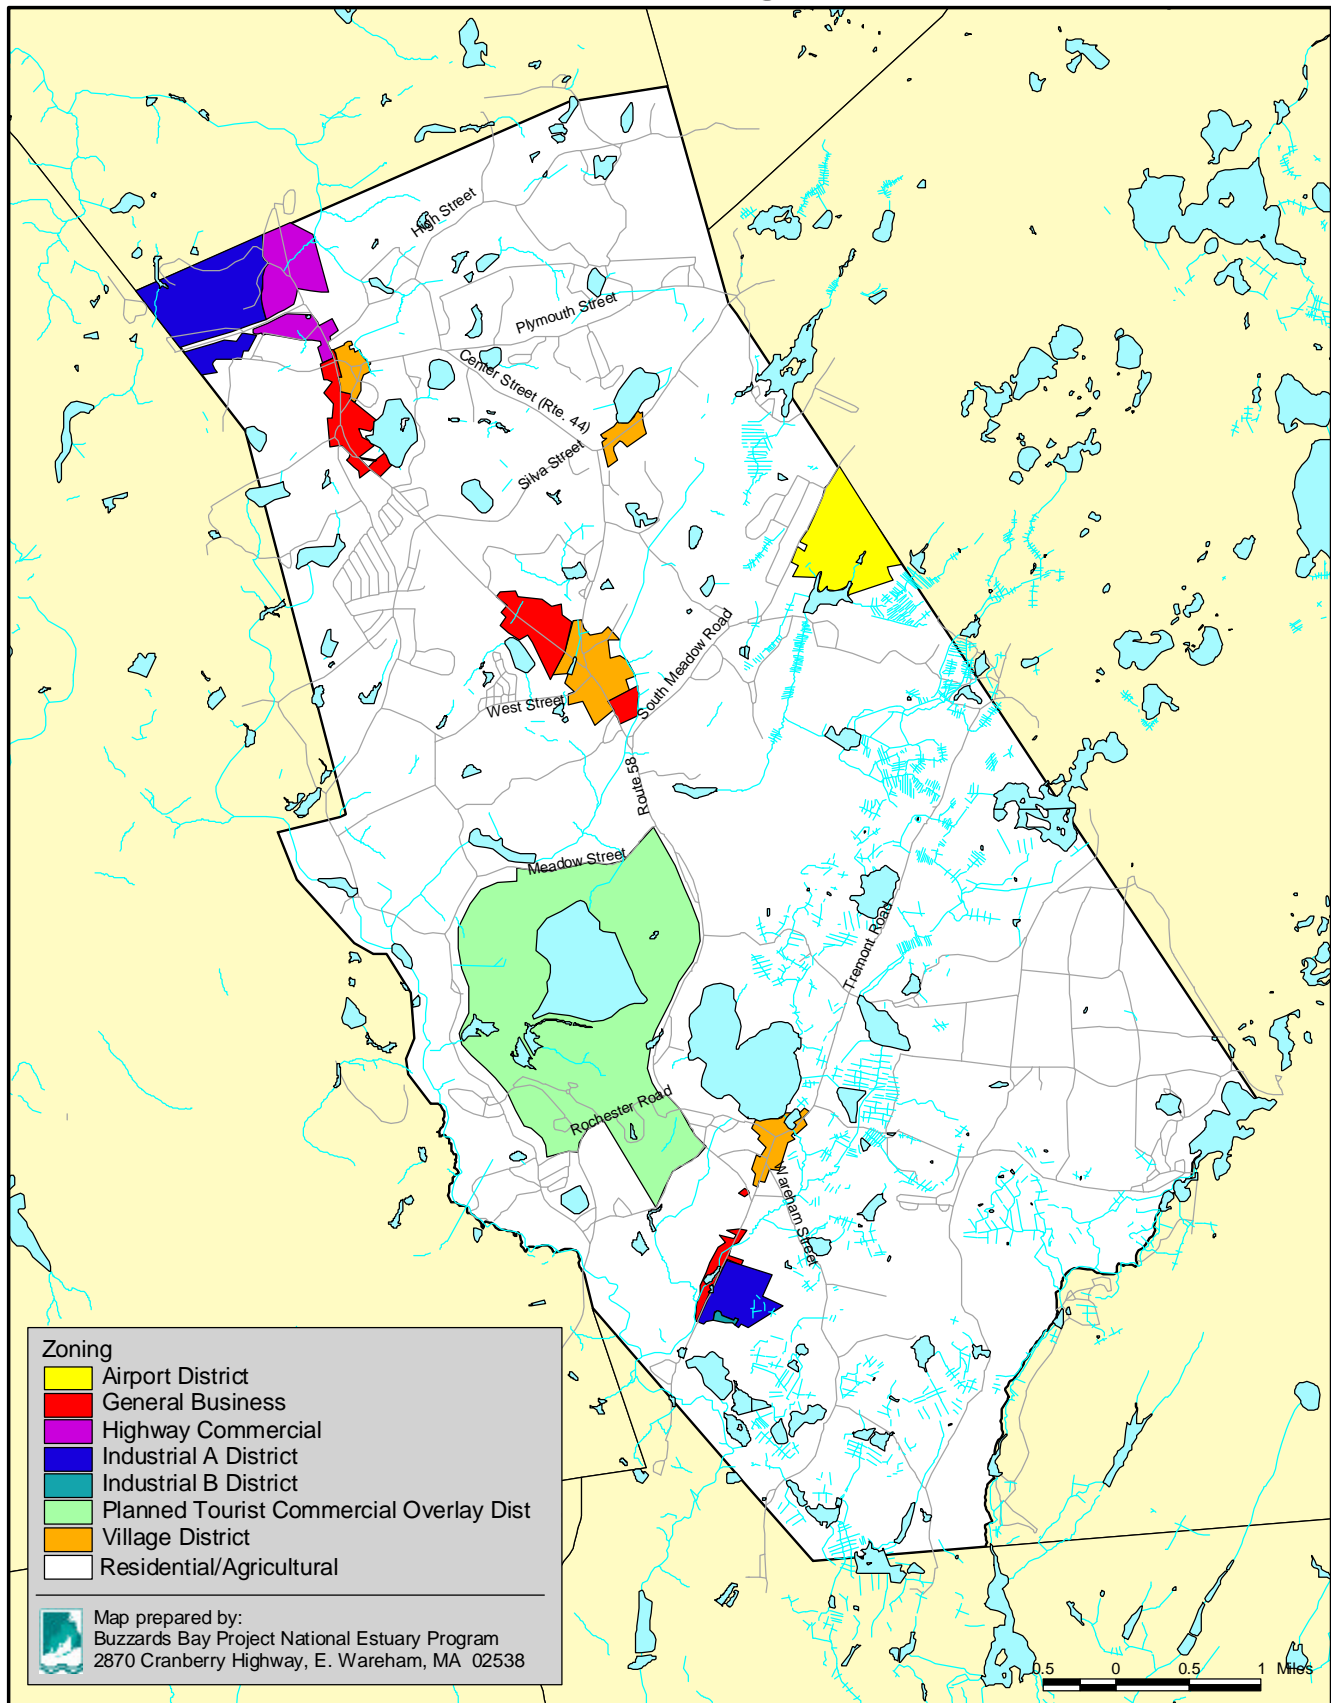 High Street
Plymouth Street
Center Street (Rte. 44)
Silva Street
South Meadow Road
West Street
Route 58
Meadow Street
Tremont Road
Rochester Road
Wareham Street
Zoning
Airport District
General Business
Highway Commercial
Industrial A District
Industrial B District
Planned Tourist Commercial Overlay Dist
Village District
Residential/Agricultural
Map prepared by:
Buzzards Bay Project National Estuary Program
2870 Cranberry Highway, E. Wareham, MA 02538
0.5 0 0.5 1 Miles